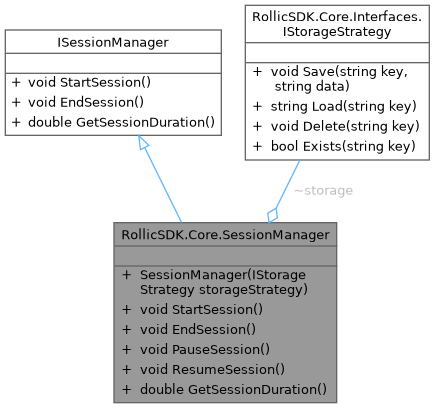 ISessionManager
+ void StartSession()
+ void EndSession()
+ double GetSessionDuration()
RollicSDK.Core.Interfaces.
IStorageStrategy
+ void Save(string key,
string data)
+ string Load(string key)
+ void Delete(string key)
+ bool Exists(string key)
~storage
RollicSDK.Core.SessionManager
+ SessionManager(IStorage
Strategy storageStrategy)
+ void StartSession()
+ void EndSession()
+ void PauseSession()
+ void ResumeSession()
+ double GetSessionDuration()